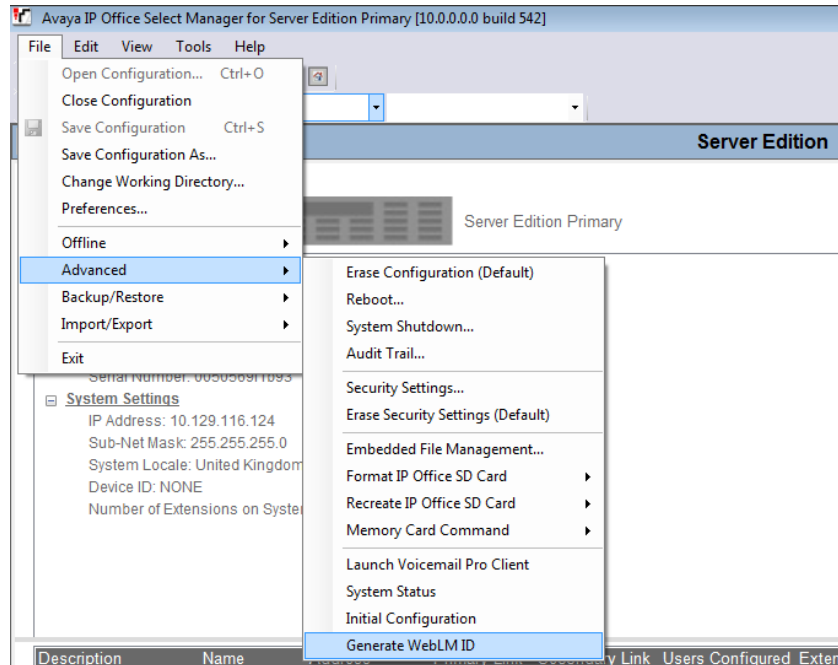 Avaya IP Office Select Manager for Server Edition Primary [10.0.0.0.0 build 542]
File Edit View Tools Help
Open Configuration... Ctrl+O
Close Configuration
Save Configuration Ctrl+S
Save Configuration As...
Change Working Directory...
Preferences...
Offline
Advanced
Backup/Restore
Import/Export
Exit
Server Edition
Server Edition Primary
Erase Configuration (Default)
Reboot...
System Shutdown...
Audit Trail...
Security Settings...
Erase Security Settings (Default)
Embedded File Management...
Format IP Office SD Card
Recreate IP Office SD Card
Memory Card Command
Launch Voicemail Pro Client
System Status
Initial Configuration
Generate WebLM ID
Serial Number:
System Settings
IP Address: 10.129.116.124
Sub-Net Mask: 255.255.255.0
System Locale: United Kingdom
Device ID: NONE
Number of Extensions on
Description Name Link Users Configured